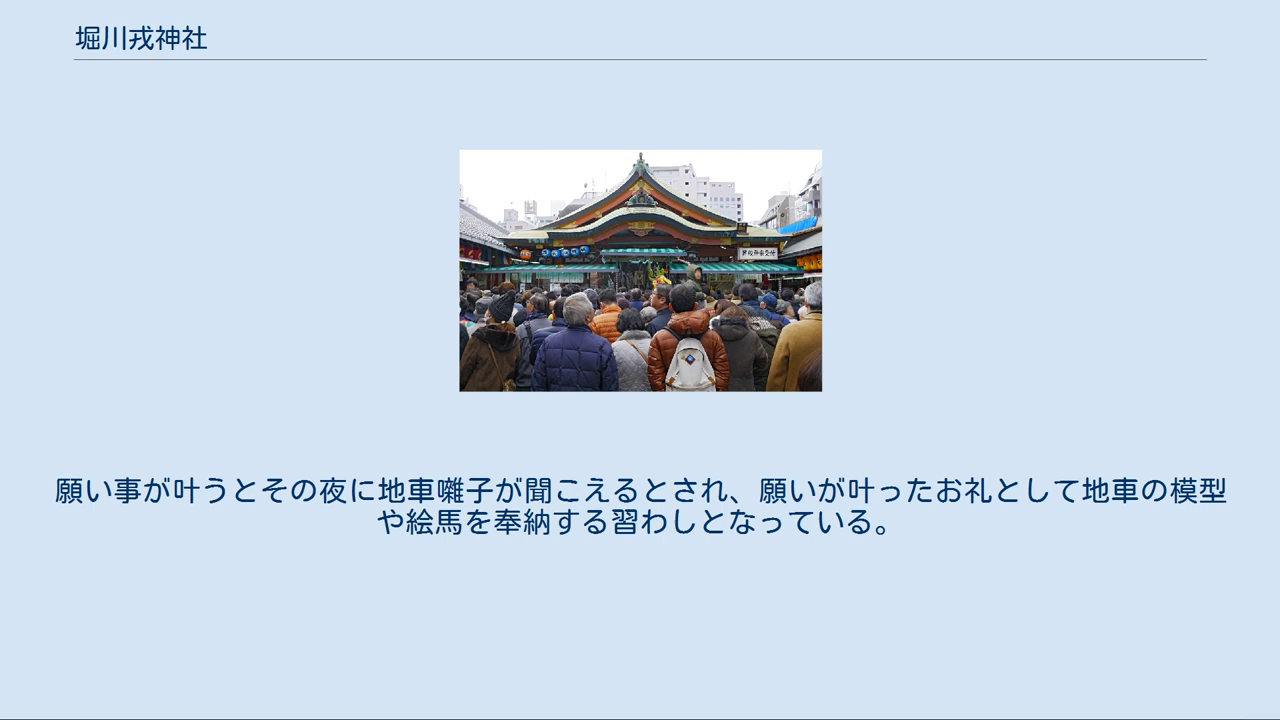 堀川戎神社
願い事が叶うとその夜に地車囃子が聞こえるとされ、願いが叶ったお礼として地車の模型
や絵馬を奉納する習わしとなっている。